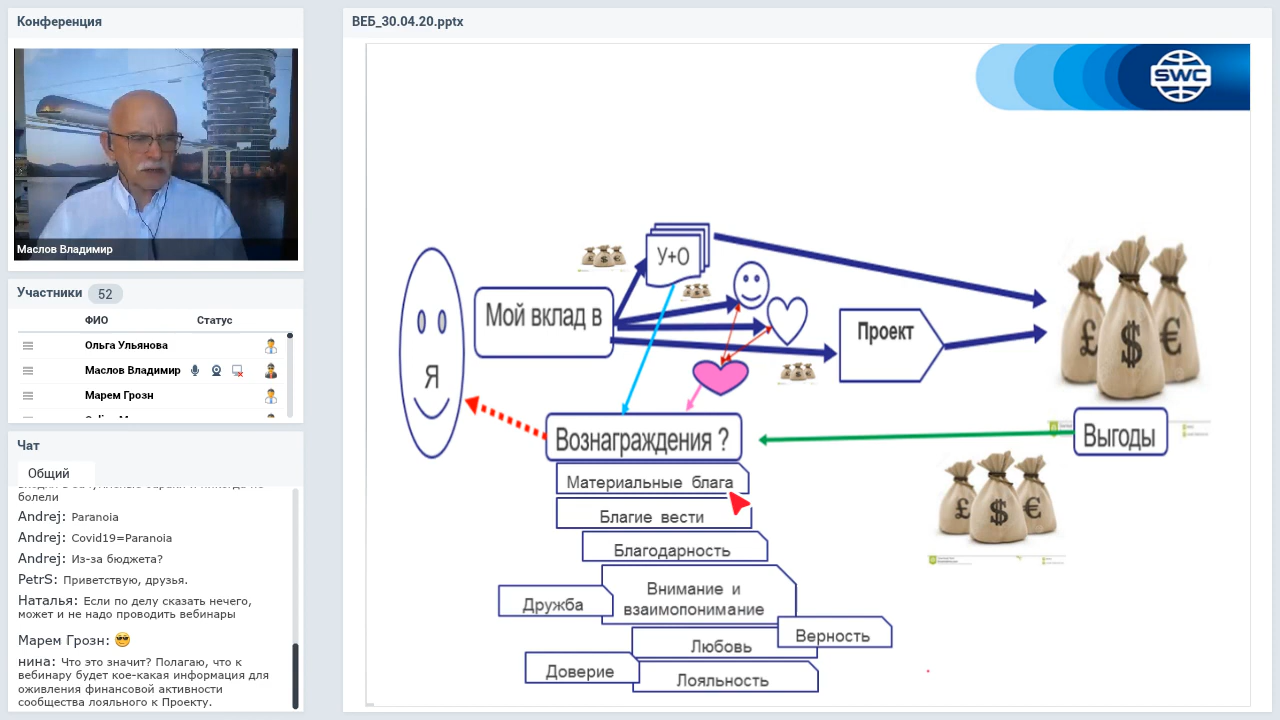 Конференция
Маслов Владимир
Участники 52
ФИО Статус
Ольга Ульянова
Маслов Владимир
Марем Грозн
Чат
Общий
болели
Andrej: Paranoia
Andrej: Covid19=Paranoia
Andrej: Из-за бюджета?
PetrS: Приветствую, друзья.
Наталья: Если по делу сказать нечего,
может и не надо проводить вебинары
Марем Грозн: 😎
нина: Что это значит? Полагаю, что к
вебинару будет кое-какая информация для
оживления финансовой активности
сообщества лояльного к Проекту.
ВЕБ_30.04.20.pptx
SWC
У+О
Мой вклад в
Проект
Я
£ $ €
Вознаграждения ?
Выгоды
Материальные блага
£ $ €
Благие вести
Благодарность
Внимание и
взаимопонимание
Дружба
Любовь
Верность
Доверие
Лояльность